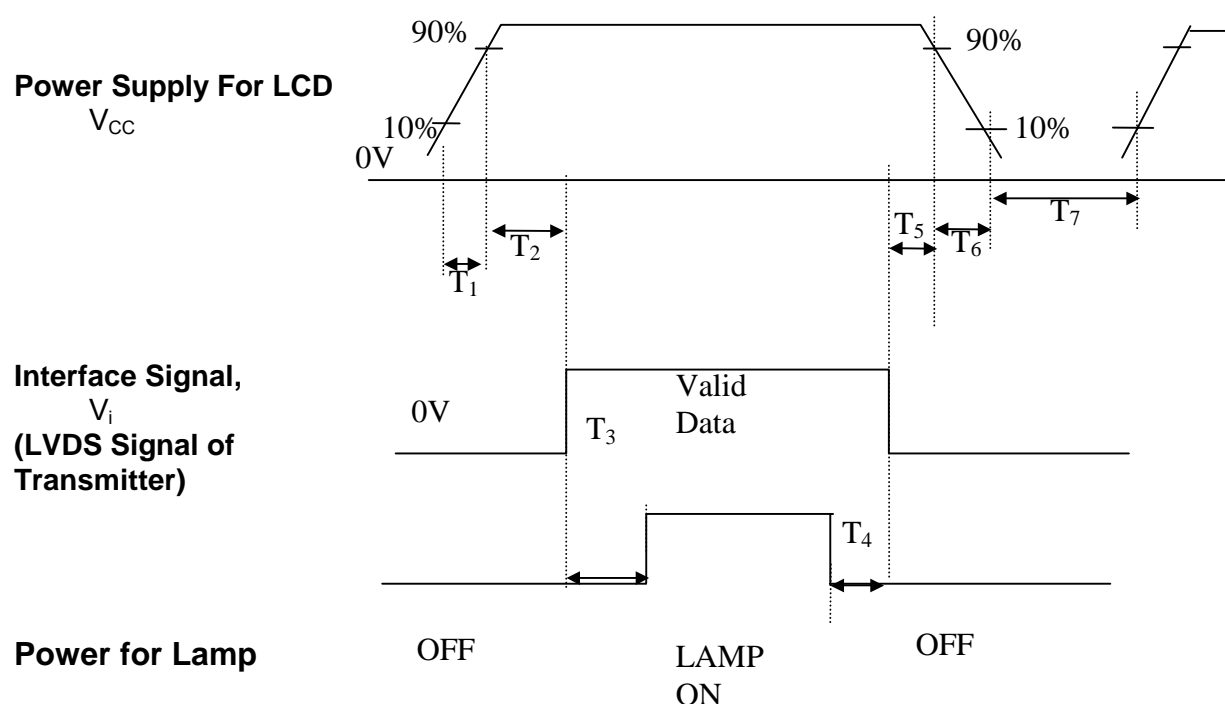 90%
90%
Power Supply For LCD
VCC
10%
10%
0V
T1
T2
T5
T6
T7
Interface Signal,
Vi
(LVDS Signal of
Transmitter)
0V
T3
Valid
Data
T4
Power for Lamp
OFF
LAMP
ON
OFF